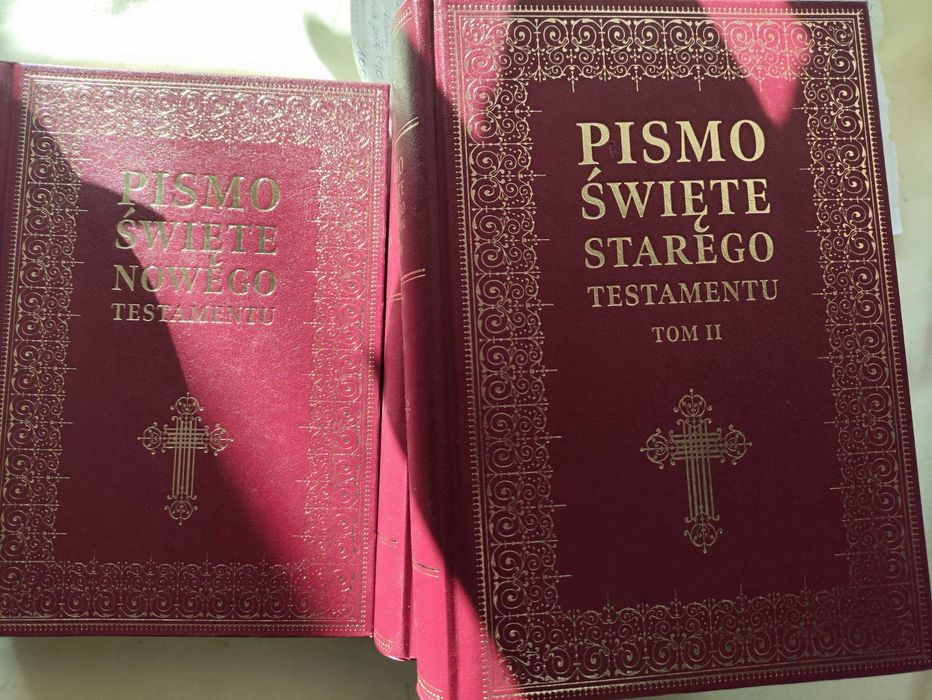 PISMO
ŚWIĘTE
NOWEGO
TESTAMENTU
PISMO
ŚWIĘTE
STAREGO
TESTAMENTU
TOM II